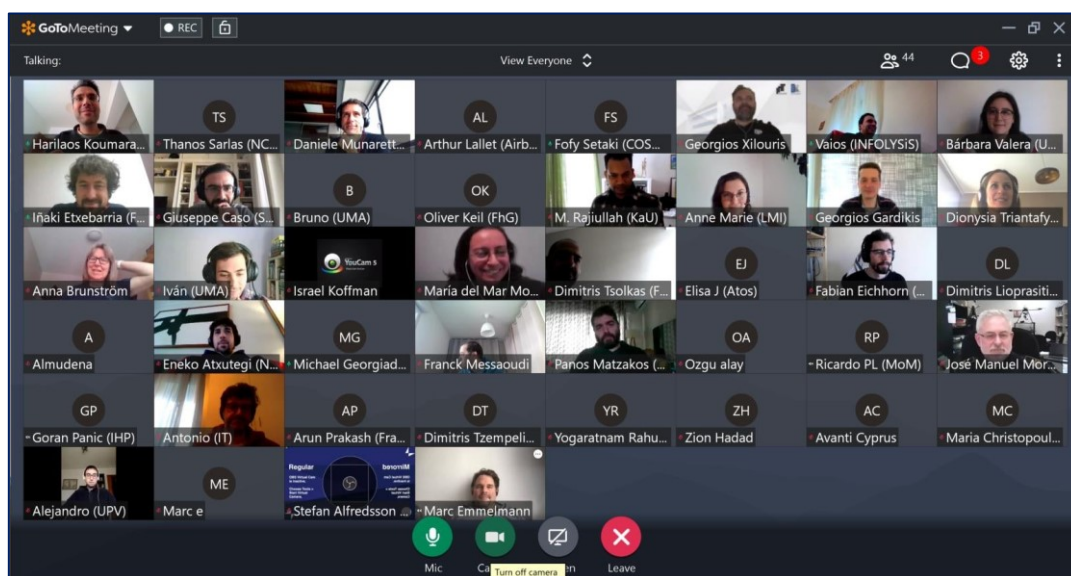 GoToMeeting REC
Talking: View Everyone 44 3
TS AL FS
Harilaos Koumara... Thanos Sarlas (NC... Daniele Munarett... Arthur Lallet (Airb... Fofy Setaki (COS... Georgios Xilouris Vaios (INFOLYSiS) Bárbara Valera (U...
B OK
Iñaki Etxebarria (F... Giuseppe Caso (S... Bruno (UMA) Oliver Keil (FhG) M. Rajiullah (KaU) Anne Marie (LMI) Georgios Gardikis Dionysia Triantafy...
YouCam 5 EJ DL
Anna Brunström Iván (UMA) Israel Koffman María del Mar Mo... Dimitris Tsolkas (F... Elisa J (Atos) Fabian Eichhorn (... Dimitris Lioprasiti...
A MG OA RP
Almudena Eneko Atxutegi (N... Michael Georgiad... Franck Messaoudi Panos Matzakos (... Ozgu alay Ricardo PL (MoM) José Manuel Mor...
GP AP DT YR ZH AC MC
Goran Panic (IHP) Antonio (IT) Arun Prakash (Fra... Dimitris Tzempeli... Yogaratnam Rahu... Zion Hadad Avanti Cyprus Maria Christopoul...
ME Regular Mirrored
Alejandro (UPV) Marc e Stefan Alfredsson ... Marc Emmelmann
Mic Ca Turn off camera en Leave